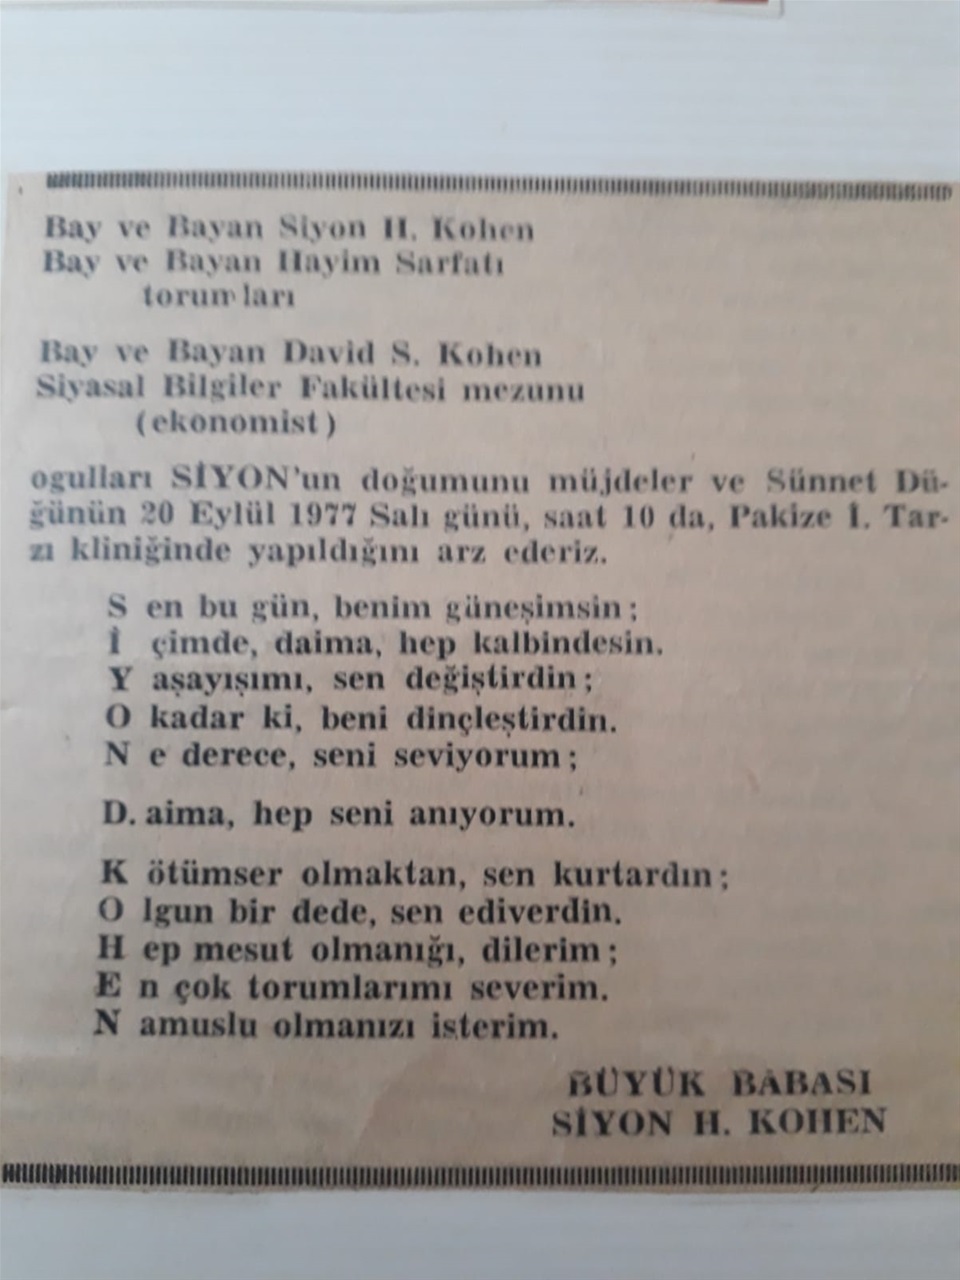 Bay ve Bayan Siyon H. Kohen
Bay ve Bayan Hayim Sarfatı
torumları
Bay ve Bayan David S. Kohen
Siyasal Bilgiler Fakültesi mezunu
(ekonomist)
ogulları SİYON'un doğumunu müjdeler ve Sünnet Dü-
ğünün 20 Eylül 1977 Salı günü, saat 10 da, Pakize İ. Tar-
zı kliniğinde yapıldığını arz ederiz.
S en bu gün, benim güneşimsin;
İ çimde, daima, hep kalbindesin.
Y aşayışımı, sen değiştirdin;
O kadar ki, beni dinçleştirdin.
N e derece, seni seviyorum;
D. aima, hep seni anıyorum.
K ötümser olmaktan, sen kurtardın;
O lgun bir dede, sen ediverdin.
H ep mesut olmanığı, dilerim;
E n çok torumlarımı severim.
N amuslu olmanızı isterim.
BÜYÜK BABASI
SİYON H. KOHEN